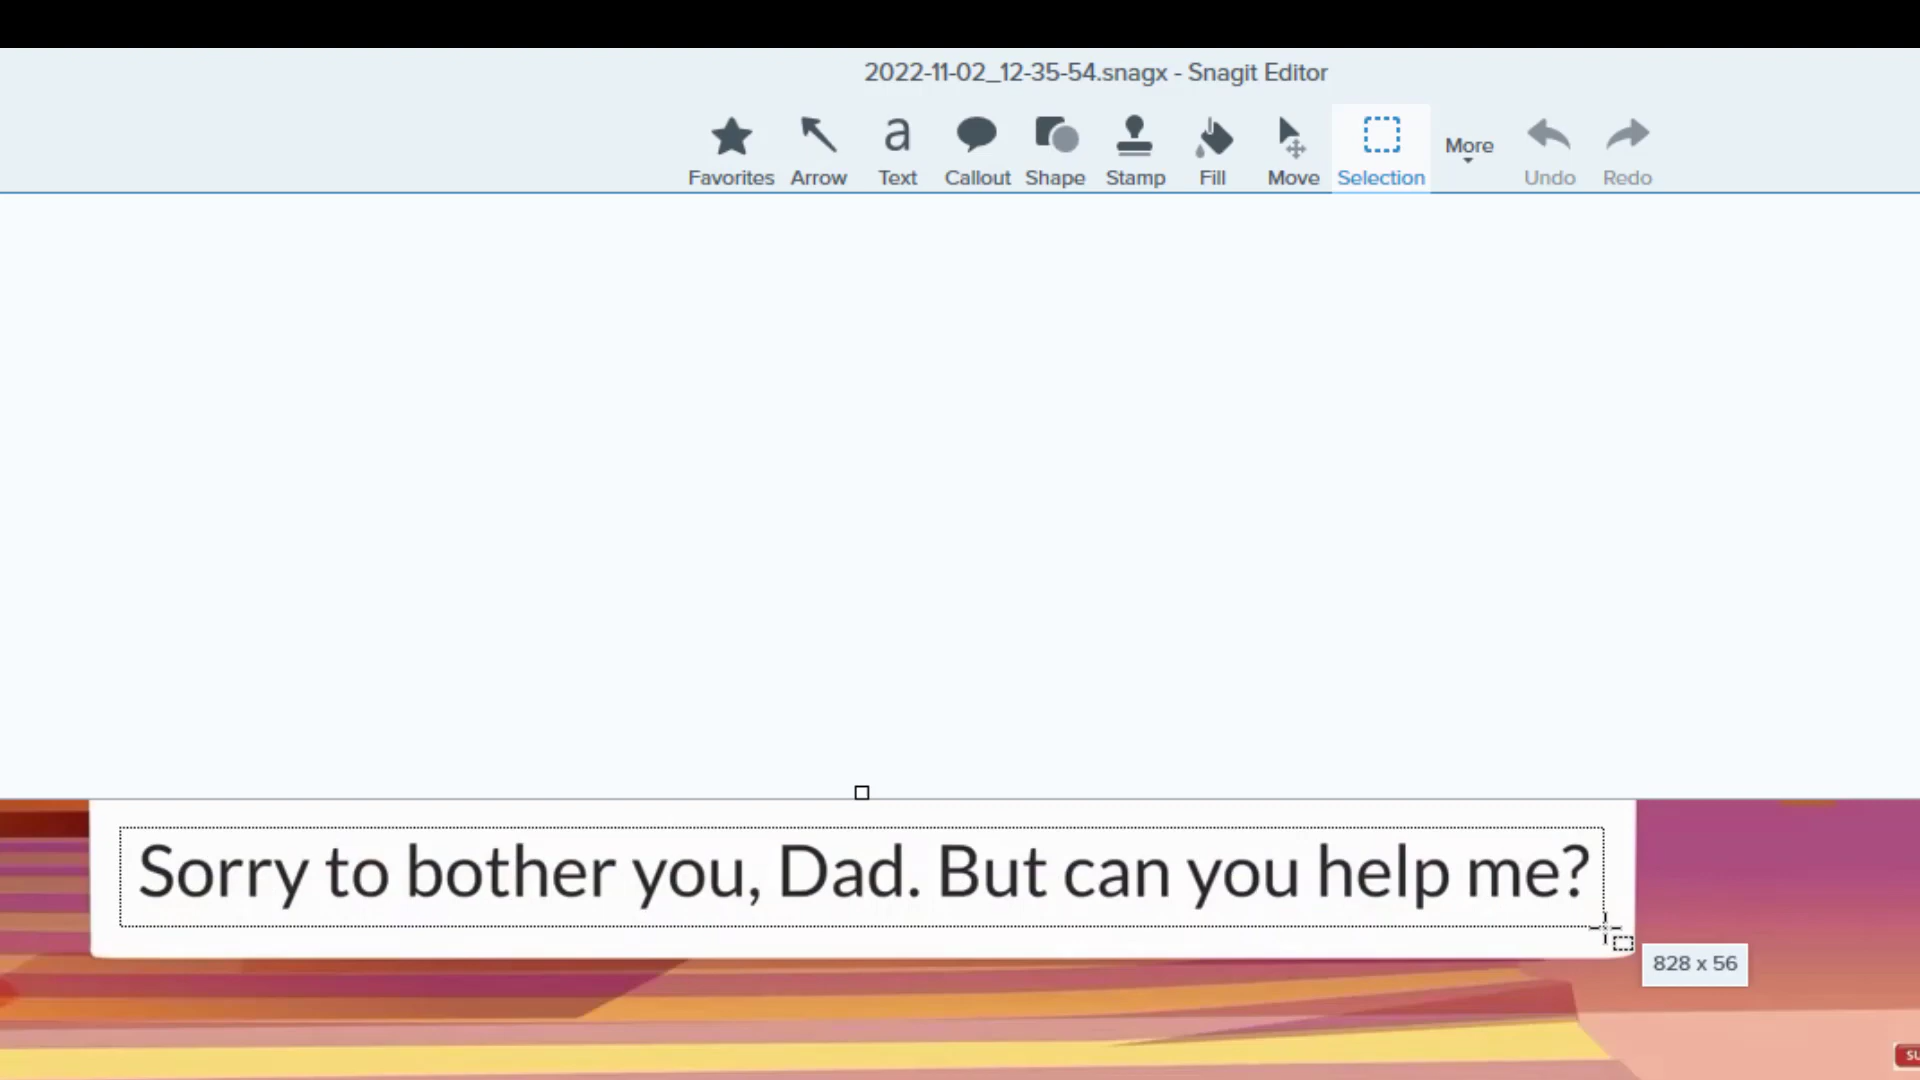 2022-11-02_12-35-54.snagx - Snagit Editor
Favorites Arrow Text Callout Shape Stamp Fill Move Selection More Undo Redo
Sorry to bother you, Dad. But can you help me?
828 x 56